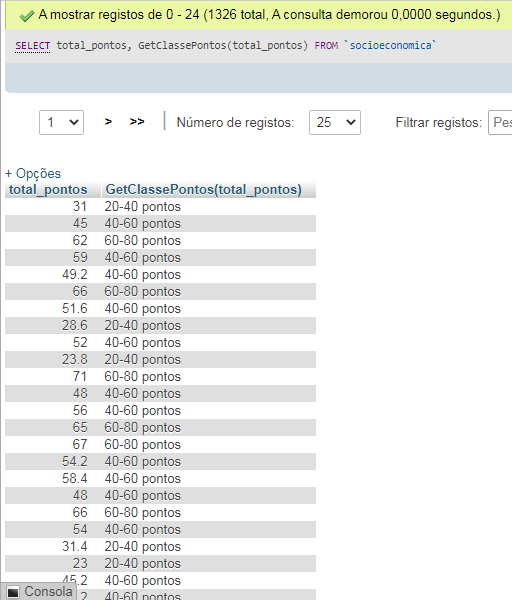 A mostrar registos de 0 - 24 (1326 total, A consulta demorou 0,0000 segundos.)
SELECT total_pontos, GetClassePontos(total_pontos) FROM `socioeconomica`
1 > >> Número de registos: 25 Filtrar registos: Pes
+ Opções
total_pontos GetClassePontos(total_pontos)
31 20-40 pontos
45 40-60 pontos
62 60-80 pontos
59 40-60 pontos
49.2 40-60 pontos
66 60-80 pontos
51.6 40-60 pontos
28.6 20-40 pontos
52 40-60 pontos
23.8 20-40 pontos
71 60-80 pontos
48 40-60 pontos
56 40-60 pontos
65 60-80 pontos
67 60-80 pontos
54.2 40-60 pontos
58.4 40-60 pontos
48 40-60 pontos
66 60-80 pontos
54 40-60 pontos
31.4 20-40 pontos
23 20-40 pontos
45.2 40-60 pontos
Consola 2 40-60 pontos